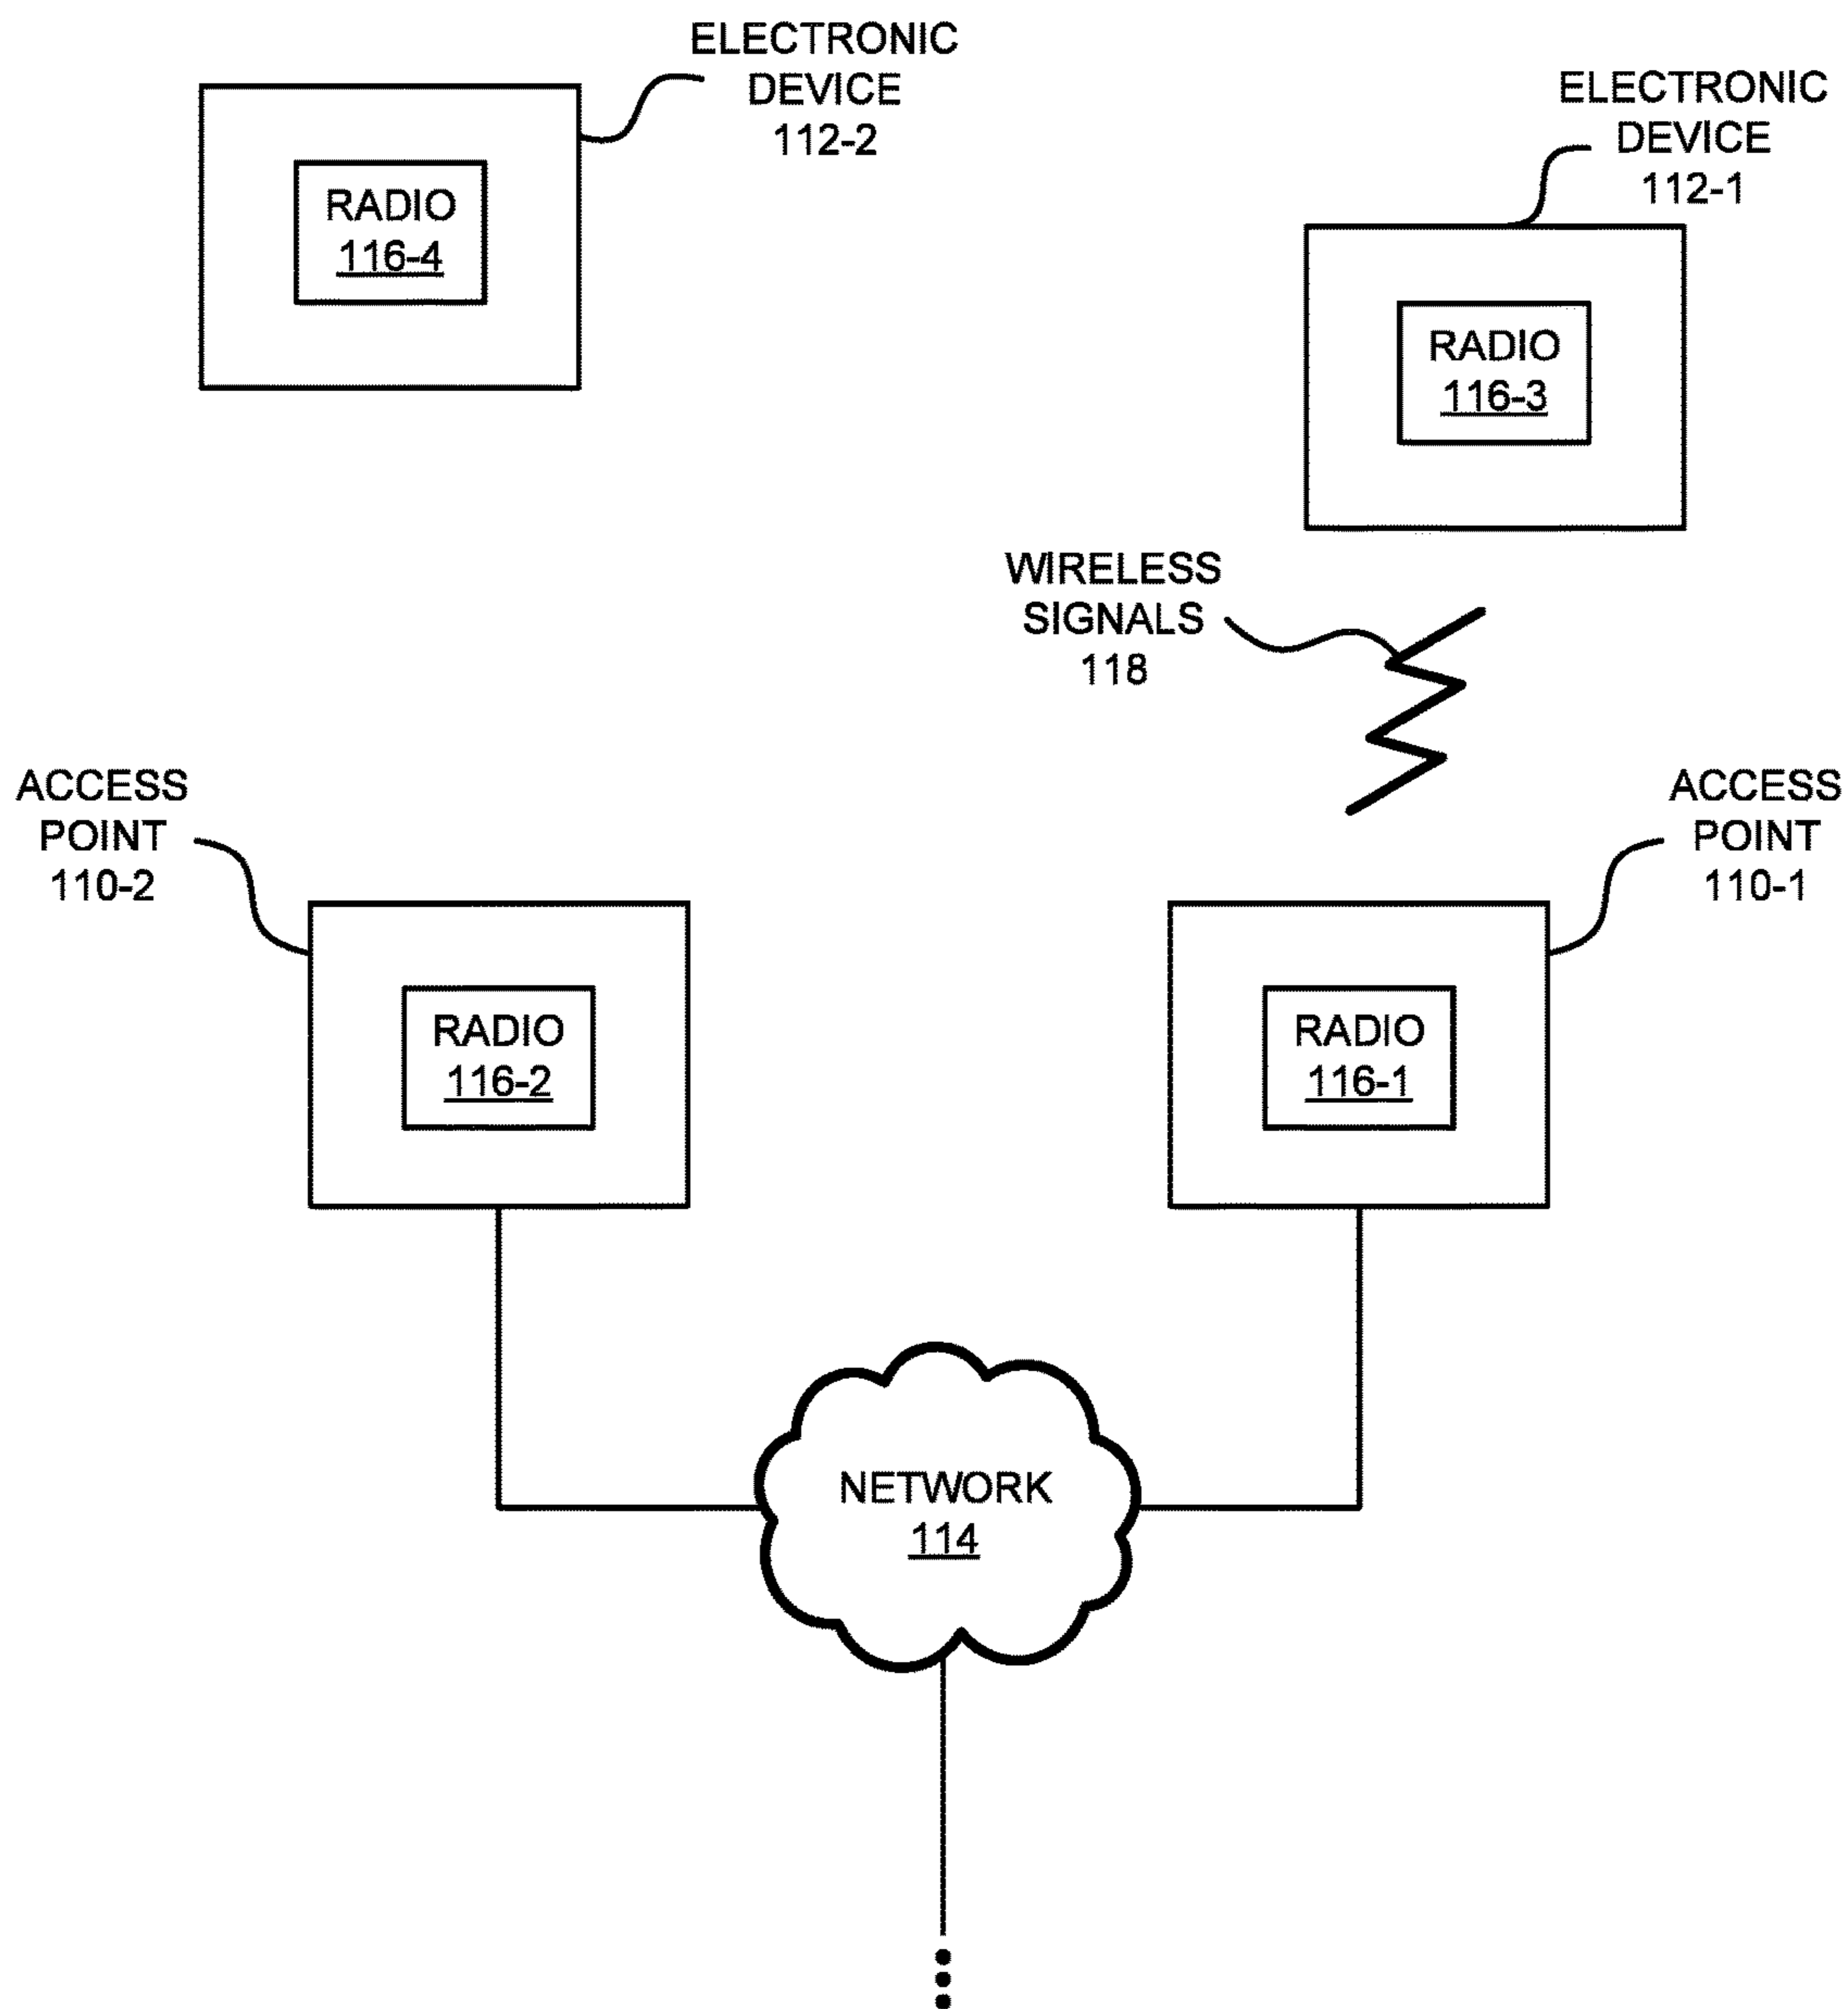 ELECTRONIC
DEVICE
112-2
RADIO
116-4
ELECTRONIC
DEVICE
112-1
RADIO
116-3
WIRELESS
SIGNALS
118
ACCESS
POINT
110-2
RADIO
116-2
ACCESS
POINT
110-1
RADIO
116-1
NETWORK
114